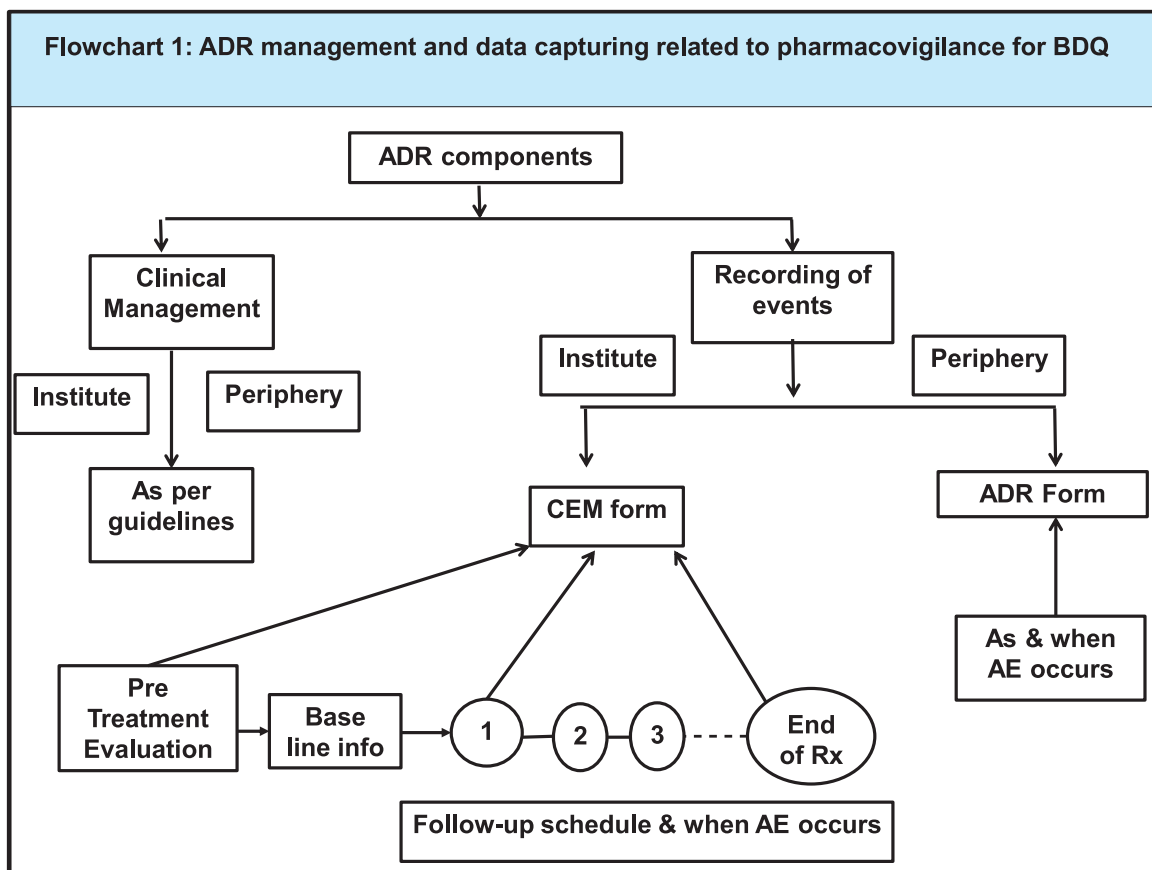 Flowchart 1: ADR management and data capturing related to pharmacovigilance for BDQ
ADR components
Clinical
Management
Recording of
events
Institute
Periphery
Institute
Periphery
As per
guidelines
CEM form
ADR Form
As & when
AE occurs
Pre
Treatment
Evaluation
Base
line info
1
2
3
End
of Rx
Follow-up schedule & when AE occurs